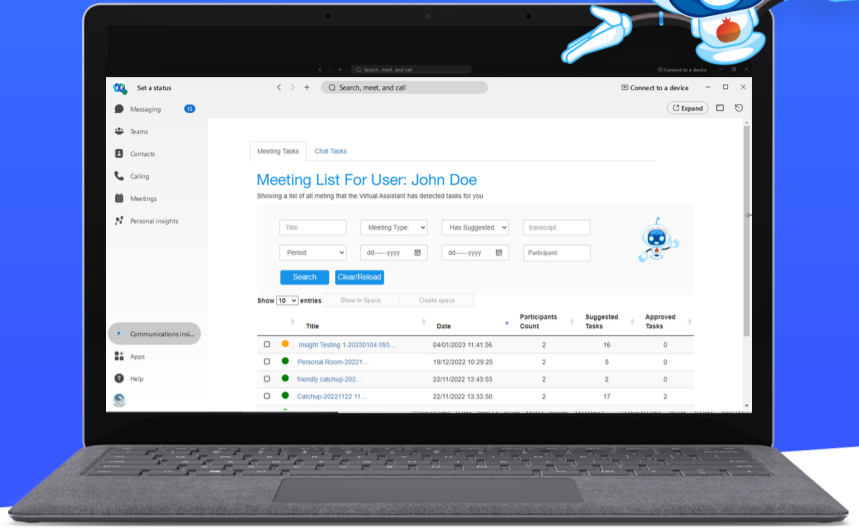 Search, meet, and call
Connect to a device
Set a status
Search, meet, and call
Connect to a device
Messaging
15
Expand
Teams
Contacts
Calling
Meetings
Personal insights
Communications insi...
Apps
Help
Meeting Tasks
Chat Tasks
Meeting List For User: John Doe
Showing a list of all meting that the Virtual Assistant has detected tasks for you
Title:
Meeting Type:
Has Suggested
transcript
Period:
dd-----yyyy
dd-----yyyy
Participant
Search
Clear/Reload
Show 10 entries
Show In Space
Create space
Title
Date
Participants Count
Suggested Tasks
Approved Tasks
Insight Testing 1-20230104 093... 04/01/2023 11:41:56 2 16 0
Personal Room-20221... 19/12/2022 10:29:25 2 5 0
friendly catchup-202... 22/11/2022 13:43:53 2 2 0
Catchup-20221122 11... 22/11/2022 13:33:50 2 17 2